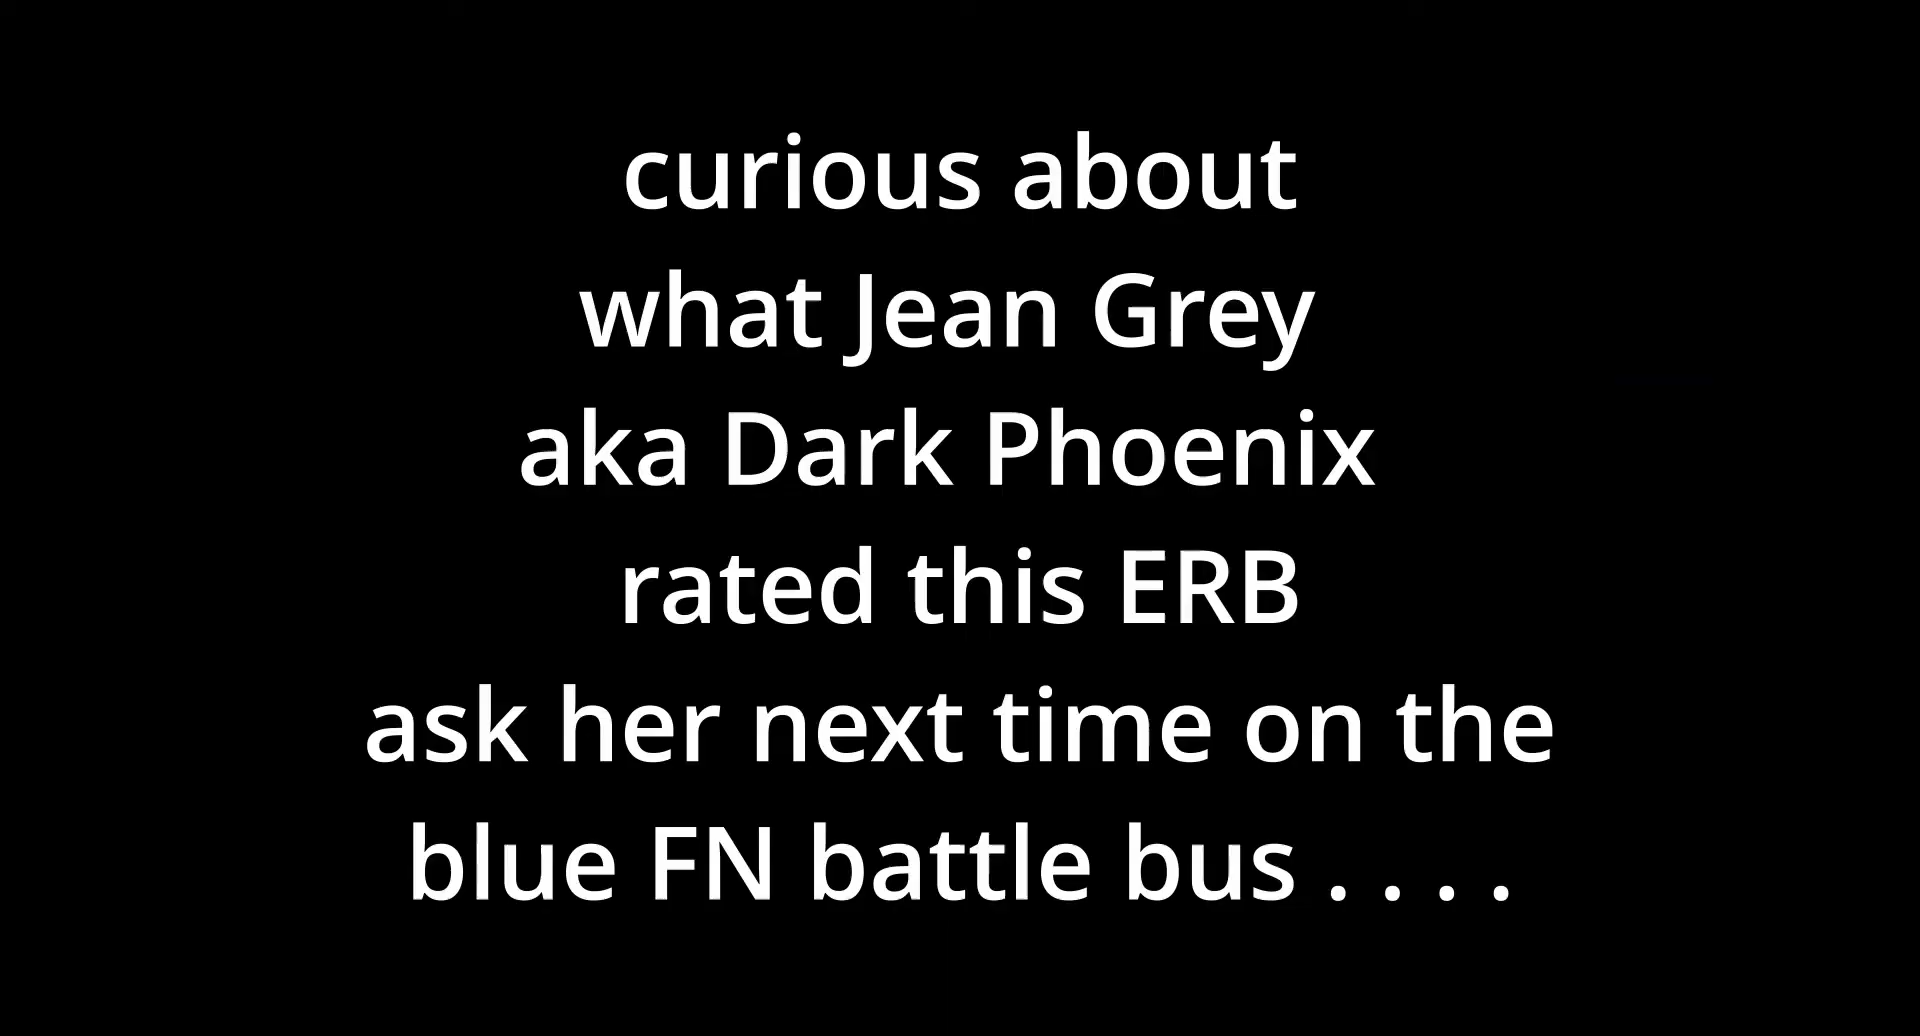 curious about
what Jean Grey
aka Dark Phoenix
rated this ERB
ask her next time on the
blue FN battle bus . . . .